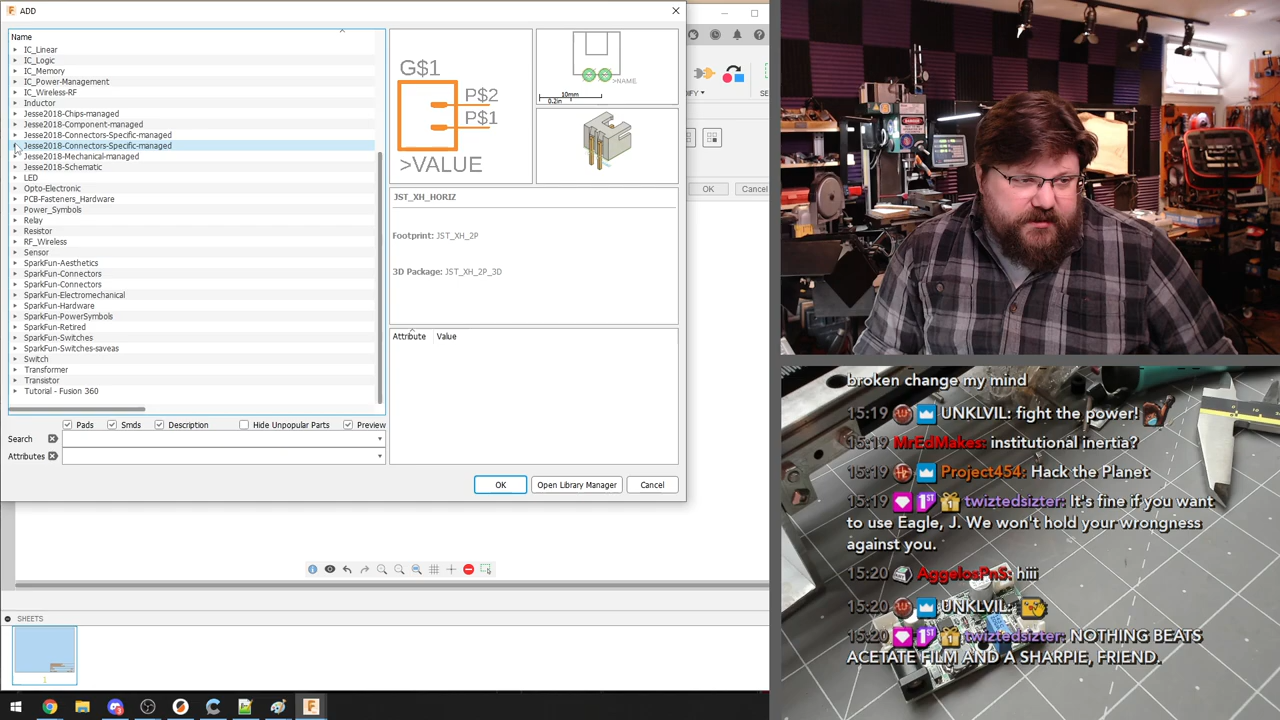 ADD
Name
IC_Linear
IC_Logic
IC_Memory
IC_Power-Management
IC_Wireless-RF
Inductor
Jesse2018-Chips-managed
Jesse2018-Component-managed
Jesse2018-Connectors-Specific-managed
Jesse2018-Connectors-Specific-managed
Jesse2018-Mechanical-managed
Jesse2018-Schematic
LED
Opto-Electronic
PCB-Fasteners_Hardware
Power_Symbols
Relay
Resistor
RF_Wireless
Sensor
SparkFun-Aesthetics
SparkFun-Connectors
SparkFun-Connectors
SparkFun-Electromechanical
SparkFun-Hardware
SparkFun-PowerSymbols
SparkFun-Retired
SparkFun-Switches
SparkFun-Switches-saveas
Switch
Transformer
Transistor
Tutorial - Fusion 360
Pads Smds Description Hide Unpopular Parts Preview
Search
Attributes
G$1
P$2
P$1
>VALUE
>NAME
10mm
0.2in
JST_XH_HORIZ
Footprint: JST_XH_2P
3D Package: JST_XH_2P_3D
Attribute Value
OK Open Library Manager Cancel
OK Cancel
SHEETS
1
broken change my mind
15:19 UNKLVIL: fight the power!
15:19 MrEdMakes: institutional inertia?
15:19 Project454: Hack the Planet
15:19 twiztedsizter: It's fine if you want
to use Eagle, J. We won't hold your wrongness
against you.
15:20 AggelosPnS: hiii
15:20 UNKLVIL:
15:20 twiztedsizter: NOTHING BEATS
ACETATE FILM AND A SHARPIE, FRIEND.